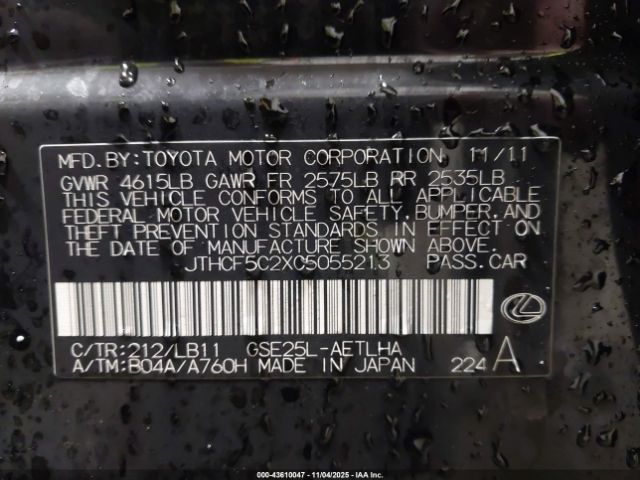 MFD.BY:TOYOTA MOTOR CORPORATION 11/11
GVWR 4615LB GAWR FR 2575LB RR 2535LB
THIS VEHICLE CONFORMS TO ALL APPLICABLE
FEDERAL MOTOR VEHICLE SAFETY,BUMPER,AND
THEFT PREVENTION STANDARDS IN EFFECT ON
THE DATE OF MANUFACTURE SHOWN ABOVE.
JTHCF5C2XC5055213 PASS.CAR
C/TR:212/LB11 GSE25L-AETLHA
A/TM:B04A/A760H MADE IN JAPAN 224 A
000-43610047 - 11/04/2025 - IAA Inc.